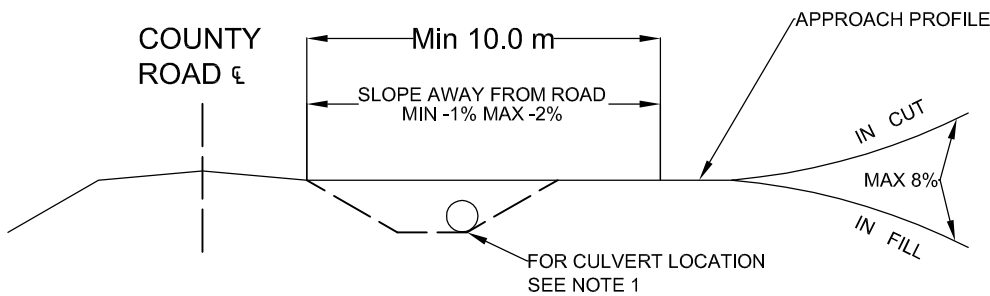 APPROACH PROFILE
COUNTY
ROAD ℄
Min 10.0 m
SLOPE AWAY FROM ROAD
MIN -1% MAX -2%
IN CUT
MAX 8%
IN FILL
FOR CULVERT LOCATION
SEE NOTE 1